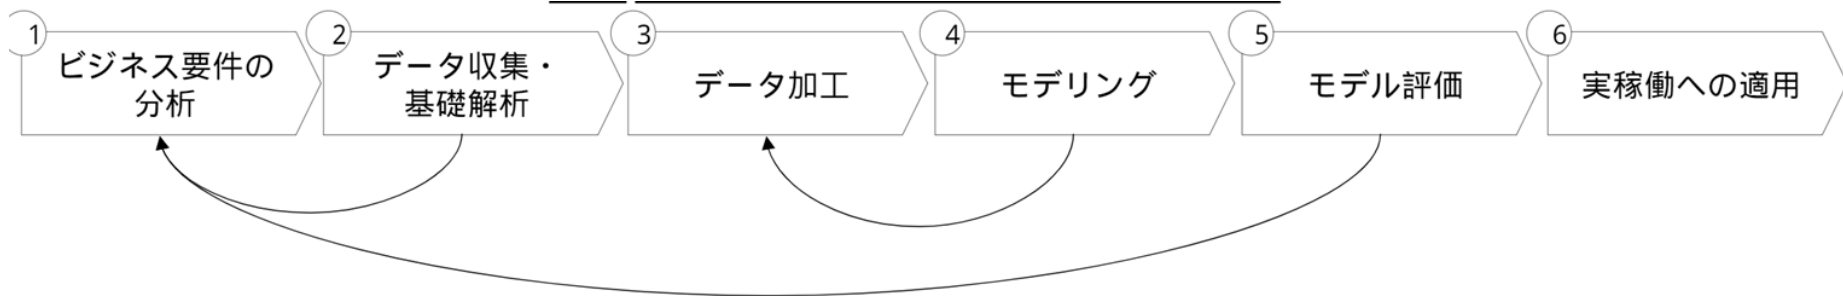 1
ビジネス要件の
分析
2
データ収集・
基礎解析
3
データ加工
4
モデリング
5
モデル評価
6
実稼働への適用